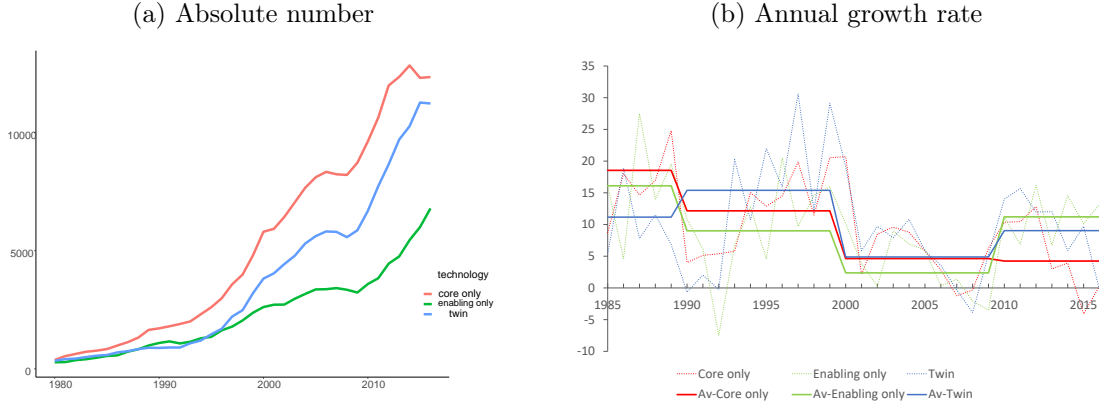 (a) Absolute number
10000
5000
0
1980
1990
2000
2010
technology
core only
enabling only
twin
(b) Annual growth rate
35
30
25
20
15
10
5
0
-5
-10
1985
1990
1995
2000
2005
2010
2015
Core only
Enabling only
Twin
Av-Core only
Av-Enabling only
Av-Twin